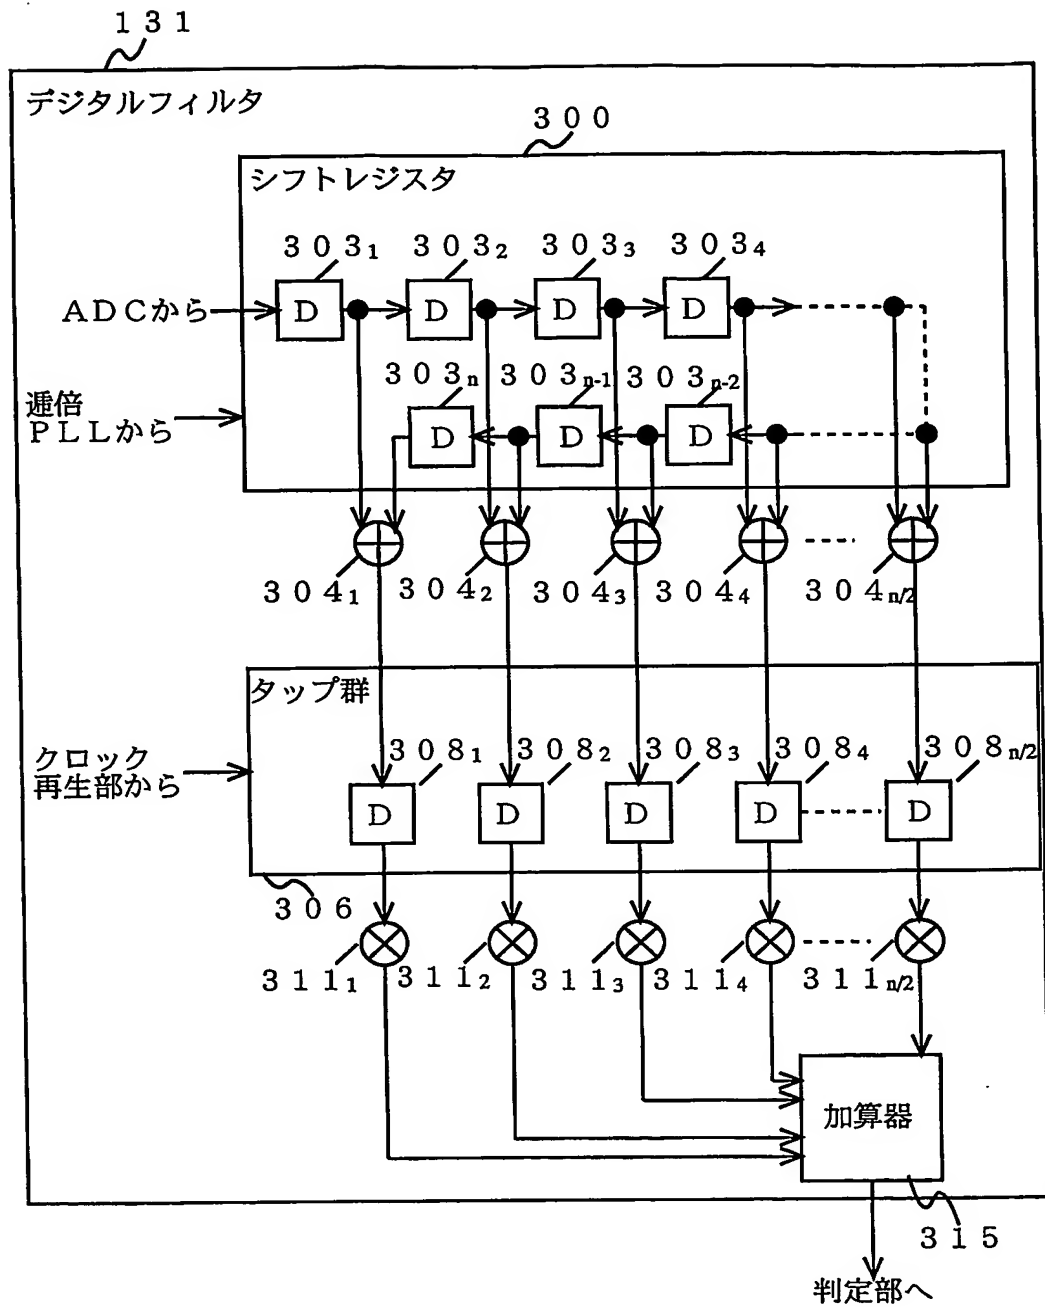 １３１
デジタルフィルタ
３００
シフトレジスタ
３０３₁ ３０３₂ ３０３₃ ３０３₄
ＡＤＣから D D D D
３０３n ３０３n-1 ３０３n-2
逓倍
ＰＬＬから
D D D
３０４₁ ３０４₂ ３０４₃ ３０４₄ ３０４n/2
タップ群
クロック
再生部から
３０８₁ ３０８₂ ３０８₃ ３０８₄ ３０８n/2
D D D D D
３０６
３１１₁ ３１１₂ ３１１₃ ３１１₄ ３１１n/2
加算器
３１５
判定部へ